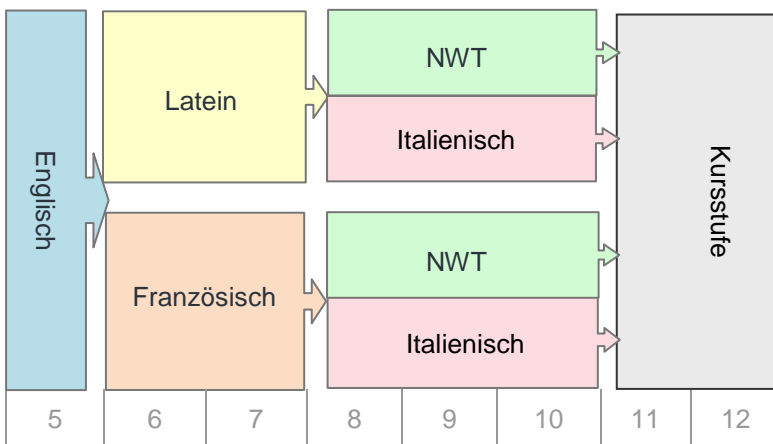 Englisch
Latein
Französisch
NWT
Italienisch
NWT
Italienisch
Kursstufe
5 6 7 8 9 10 11 12